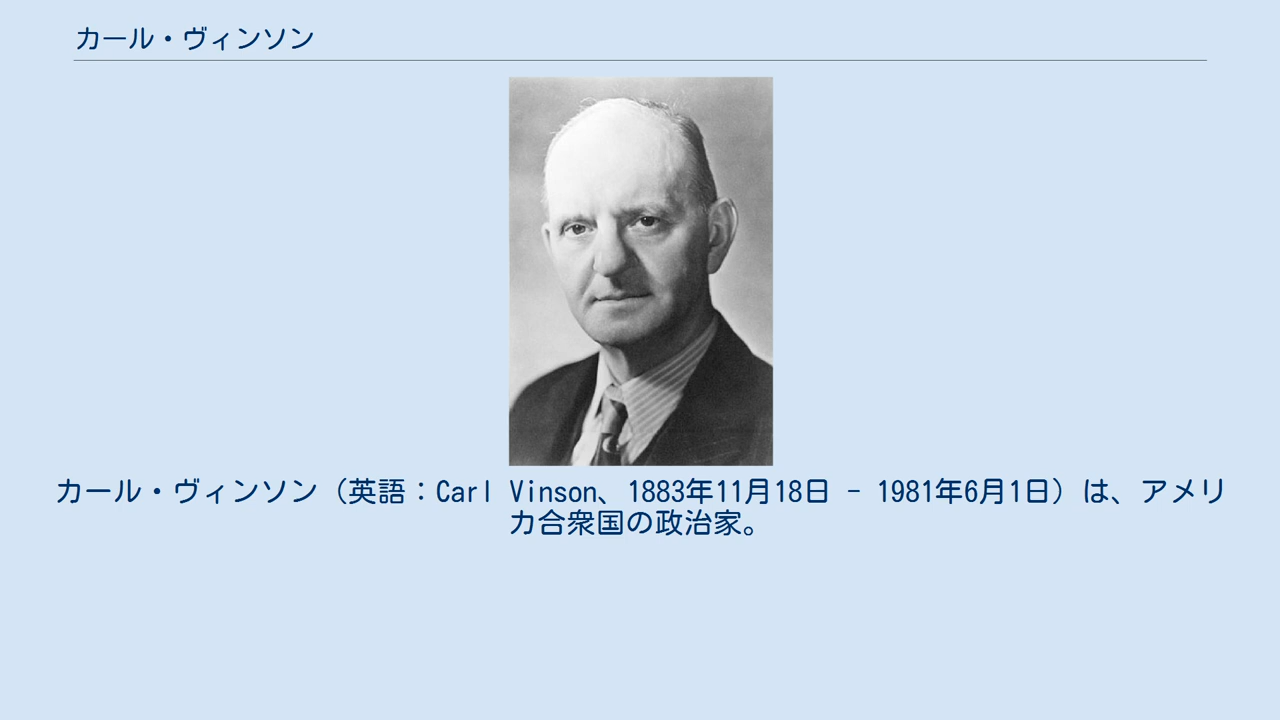 カール・ヴィンソン
カール・ヴィンソン（英語：Carl Vinson、1883年11月18日 - 1981年6月1日）は、アメリ
カ合衆国の政治家。